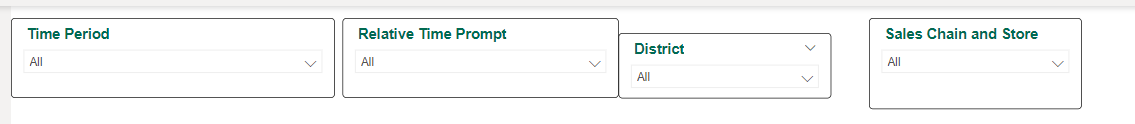 Time Period
All
Relative Time Prompt
All
District
All
Sales Chain and Store
All